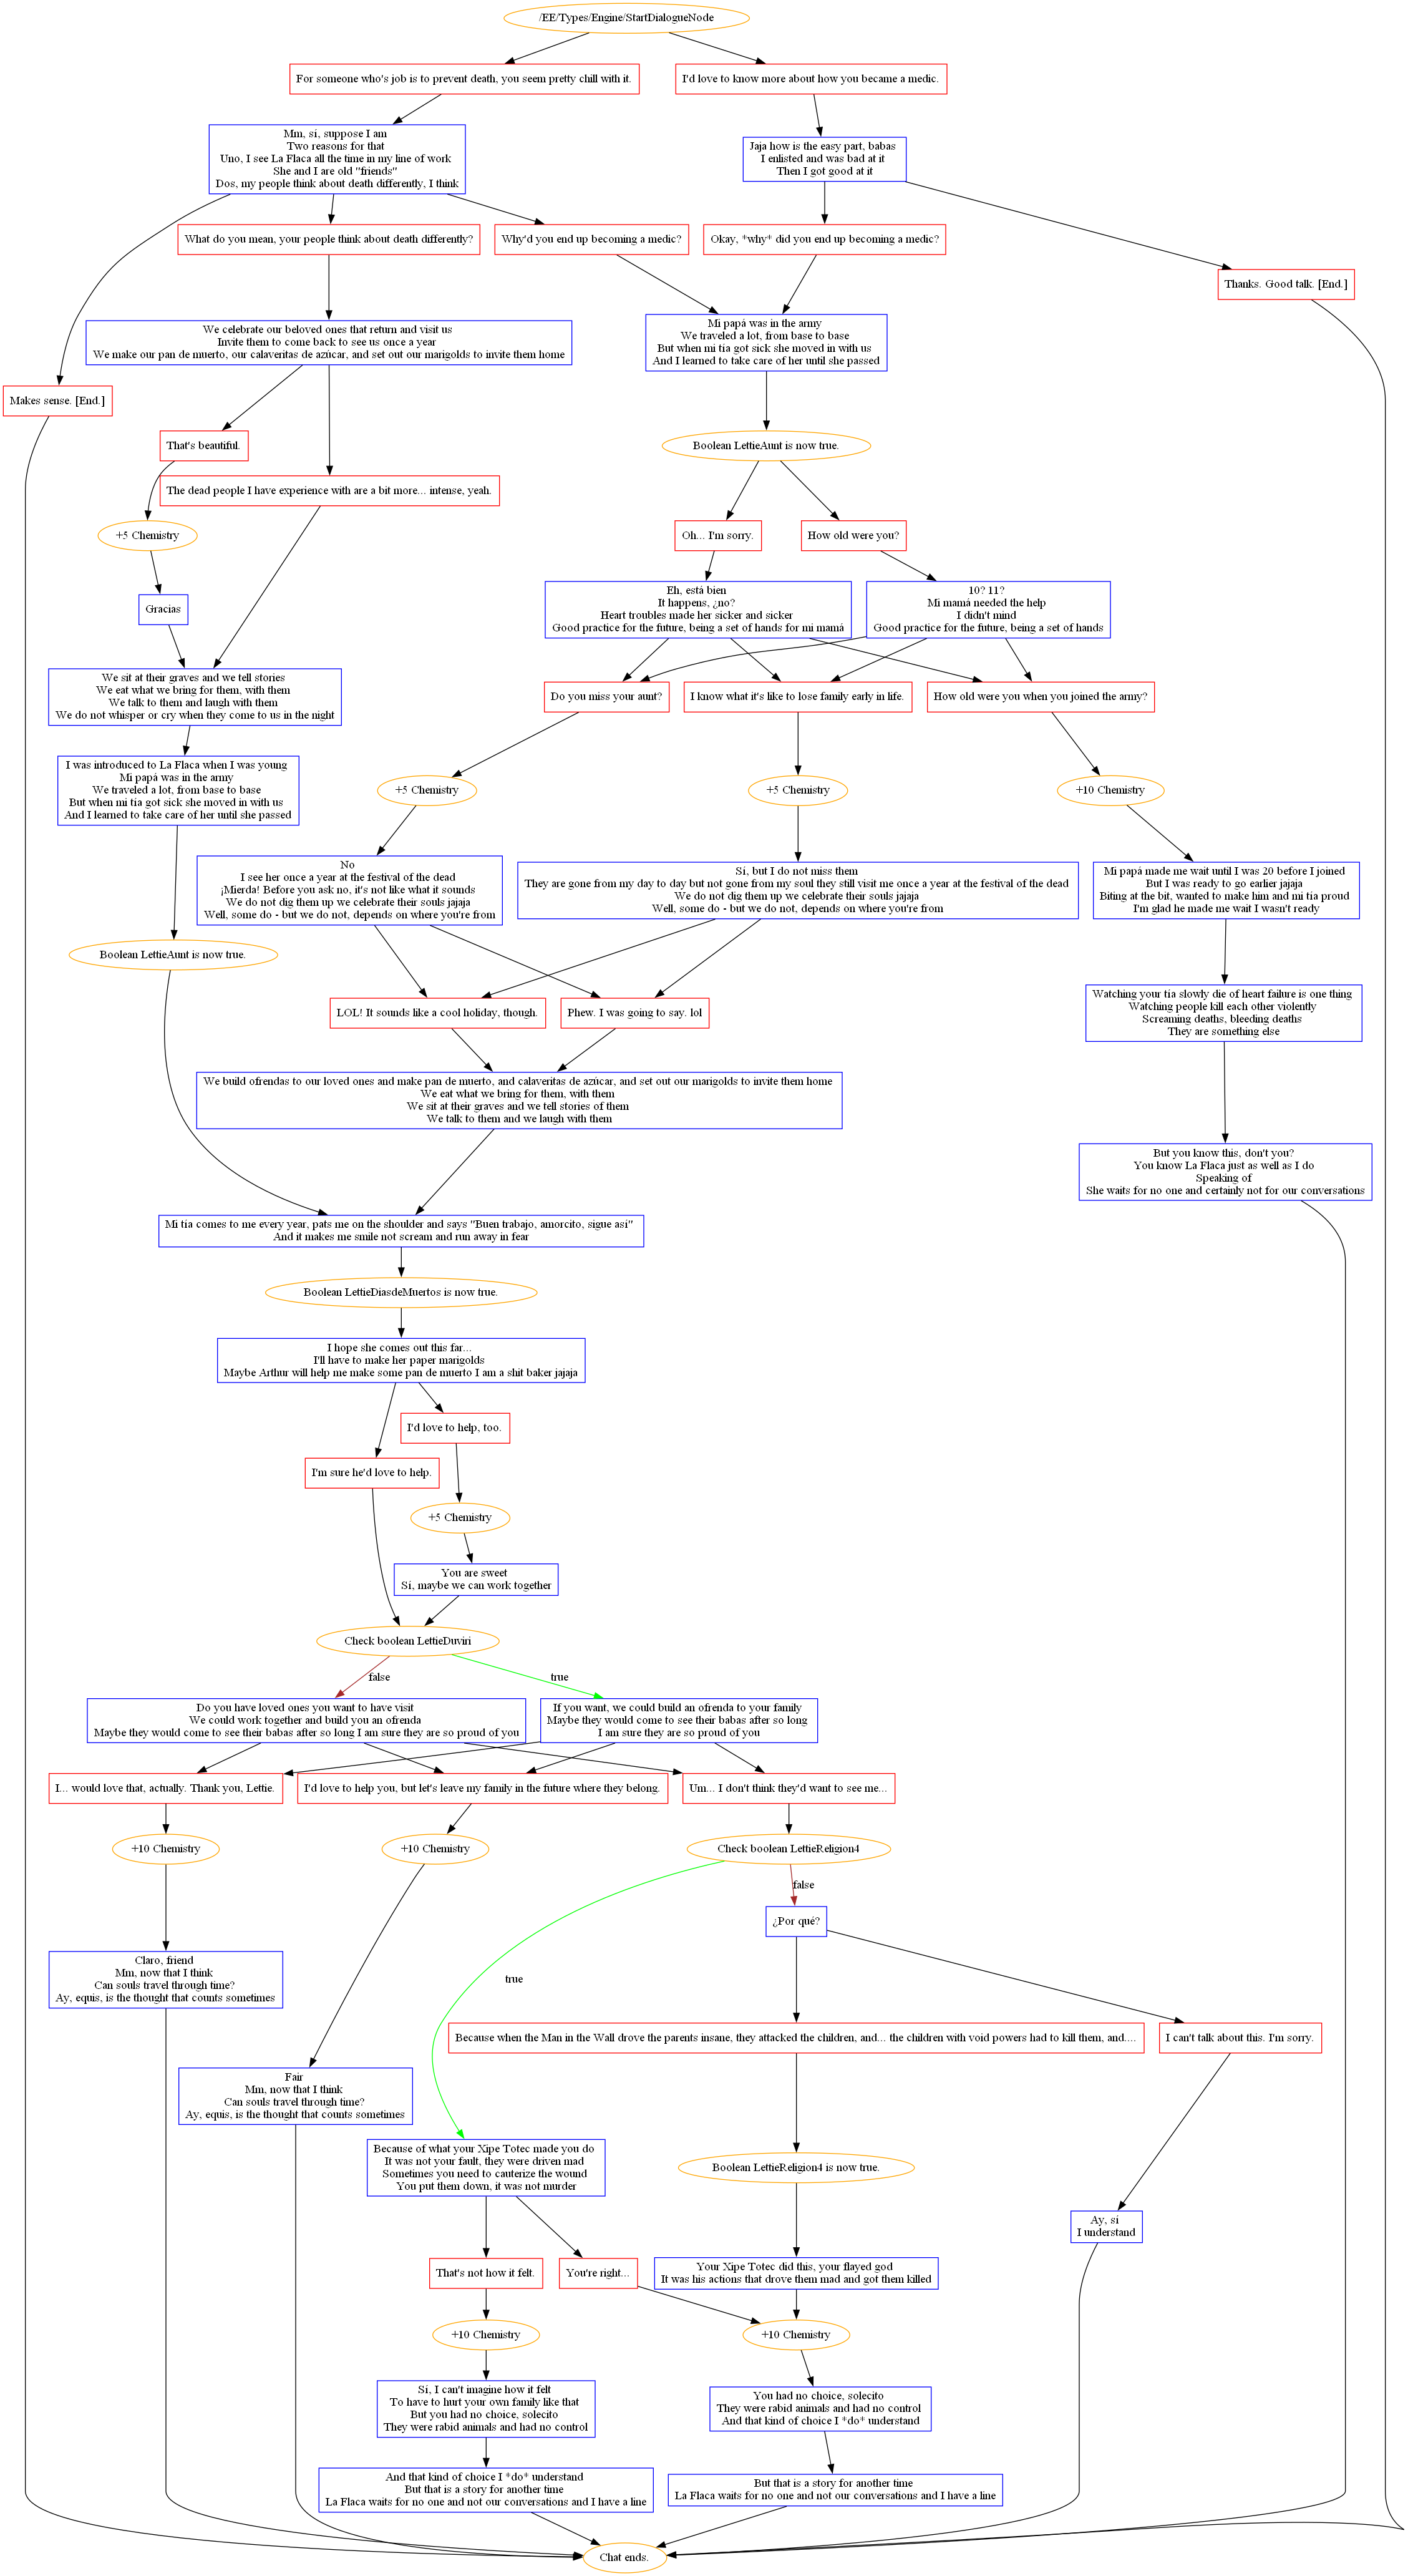 /EE/Types/Engine/StartDialogueNode
For someone who's job is to prevent death, you seem pretty chill with it.
I'd love to know more about how you became a medic.
Mm, sí, suppose I am
Two reasons for that
Uno, I see La Flaca all the time in my line of work
She and I are old "friends"
Dos, my people think about death differently, I think
Jaja how is the easy part, babas
I enlisted and was bad at it
Then I got good at it
What do you mean, your people think about death differently?
Why'd you end up becoming a medic?
Okay, *why* did you end up becoming a medic?
Thanks. Good talk. [End.]
We celebrate our beloved ones that return and visit us
Invite them to come back to see us once a year
We make our pan de muerto, our calaveritas de azúcar, and set out our marigolds to invite them home
Mi papá was in the army
We traveled a lot, from base to base
But when mi tía got sick she moved in with us
And I learned to take care of her until she passed
Makes sense. [End.]
That's beautiful.
Boolean LettieAunt is now true.
The dead people I have experience with are a bit more... intense, yeah.
+5 Chemistry
Oh... I'm sorry.
How old were you?
Gracias
Eh, está bien
It happens, ¿no?
Heart troubles made her sicker and sicker
Good practice for the future, being a set of hands for mi mamá
10? 11?
Mi mamá needed the help
I didn't mind
Good practice for the future, being a set of hands
We sit at their graves and we tell stories
We eat what we bring for them, with them
We talk to them and laugh with them
We do not whisper or cry when they come to us in the night
Do you miss your aunt?
I know what it's like to lose family early in life.
How old were you when you joined the army?
I was introduced to La Flaca when I was young
Mi papá was in the army
We traveled a lot, from base to base
But when mi tía got sick she moved in with us
And I learned to take care of her until she passed
+5 Chemistry
+5 Chemistry
+10 Chemistry
No
I see her once a year at the festival of the dead
¡Mierda! Before you ask no, it's not like what it sounds
We do not dig them up we celebrate their souls jajaja
Well, some do - but we do not, depends on where you're from
Sí, but I do not miss them
They are gone from my day to day but not gone from my soul they still visit me once a year at the festival of the dead
We do not dig them up we celebrate their souls jajaja
Well, some do - but we do not, depends on where you're from
Mi papá made me wait until I was 20 before I joined
But I was ready to go earlier jajaja
Biting at the bit, wanted to make him and mi tía proud
I'm glad he made me wait I wasn't ready
Boolean LettieAunt is now true.
LOL! It sounds like a cool holiday, though.
Phew. I was going to say. lol
Watching your tía slowly die of heart failure is one thing
Watching people kill each other violently
Screaming deaths, bleeding deaths
They are something else
We build ofrendas to our loved ones and make pan de muerto, and calaveritas de azúcar, and set out our marigolds to invite them home
We eat what we bring for them, with them
We sit at their graves and we tell stories of them
We talk to them and we laugh with them
But you know this, don't you?
You know La Flaca just as well as I do
Speaking of
She waits for no one and certainly not for our conversations
Mi tía comes to me every year, pats me on the shoulder and says "Buen trabajo, amorcito, sigue así"
And it makes me smile not scream and run away in fear
Boolean LettieDiasdeMuertos is now true.
I hope she comes out this far...
I'll have to make her paper marigolds
Maybe Arthur will help me make some pan de muerto I am a shit baker jajaja
I'd love to help, too.
I'm sure he'd love to help.
+5 Chemistry
You are sweet
Sí, maybe we can work together
Check boolean LettieDuviri
false
true
Do you have loved ones you want to have visit
We could work together and build you an ofrenda
Maybe they would come to see their babas after so long I am sure they are so proud of you
If you want, we could build an ofrenda to your family
Maybe they would come to see their babas after so long
I am sure they are so proud of you
I... would love that, actually. Thank you, Lettie.
I'd love to help you, but let's leave my family in the future where they belong.
Um... I don't think they'd want to see me...
+10 Chemistry
+10 Chemistry
Check boolean LettieReligion4
false
¿Por qué?
true
Claro, friend
Mm, now that I think
Can souls travel through time?
Ay, equis, is the thought that counts sometimes
Because when the Man in the Wall drove the parents insane, they attacked the children, and... the children with void powers had to kill them, and....
I can't talk about this. I'm sorry.
Fair
Mm, now that I think
Can souls travel through time?
Ay, equis, is the thought that counts sometimes
Because of what your Xipe Totec made you do
It was not your fault, they were driven mad
Sometimes you need to cauterize the wound
You put them down, it was not murder
Boolean LettieReligion4 is now true.
Ay, sí
I understand
That's not how it felt.
You're right...
Your Xipe Totec did this, your flayed god
It was his actions that drove them mad and got them killed
+10 Chemistry
+10 Chemistry
Sí, I can't imagine how it felt
To have to hurt your own family like that
But you had no choice, solecito
They were rabid animals and had no control
You had no choice, solecito
They were rabid animals and had no control
And that kind of choice I *do* understand
And that kind of choice I *do* understand
But that is a story for another time
La Flaca waits for no one and not our conversations and I have a line
But that is a story for another time
La Flaca waits for no one and not our conversations and I have a line
Chat ends.